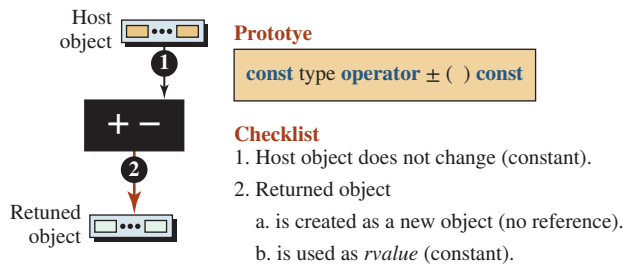 Host
object
1
+ −
2
Retuned
object
Prototye
const type operator ± ( ) const
Checklist
1. Host object does not change (constant).
2. Returned object
a. is created as a new object (no reference).
b. is used as rvalue (constant).